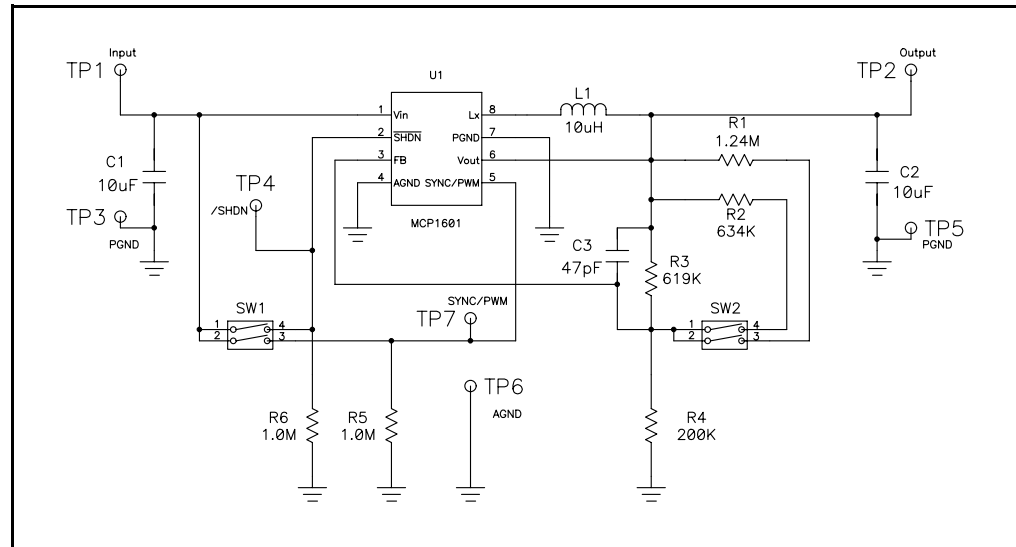 Input
TP1
Output
TP2
U1
1 Vin Lx 8
2 SHDN PGND 7
3 FB Vout 6
4 AGND SYNC/PWM 5
MCP1601
L1
10uH
R1
1.24M
C1
10uF
TP3
PGND
TP4
/SHDN
R2
634K
C2
10uF
TP5
PGND
C3
47pF
R3
619K
SW1
1 4
2 3
SYNC/PWM
TP7
SW2
1 4
2 3
TP6
AGND
R6
1.0M
R5
1.0M
R4
200K